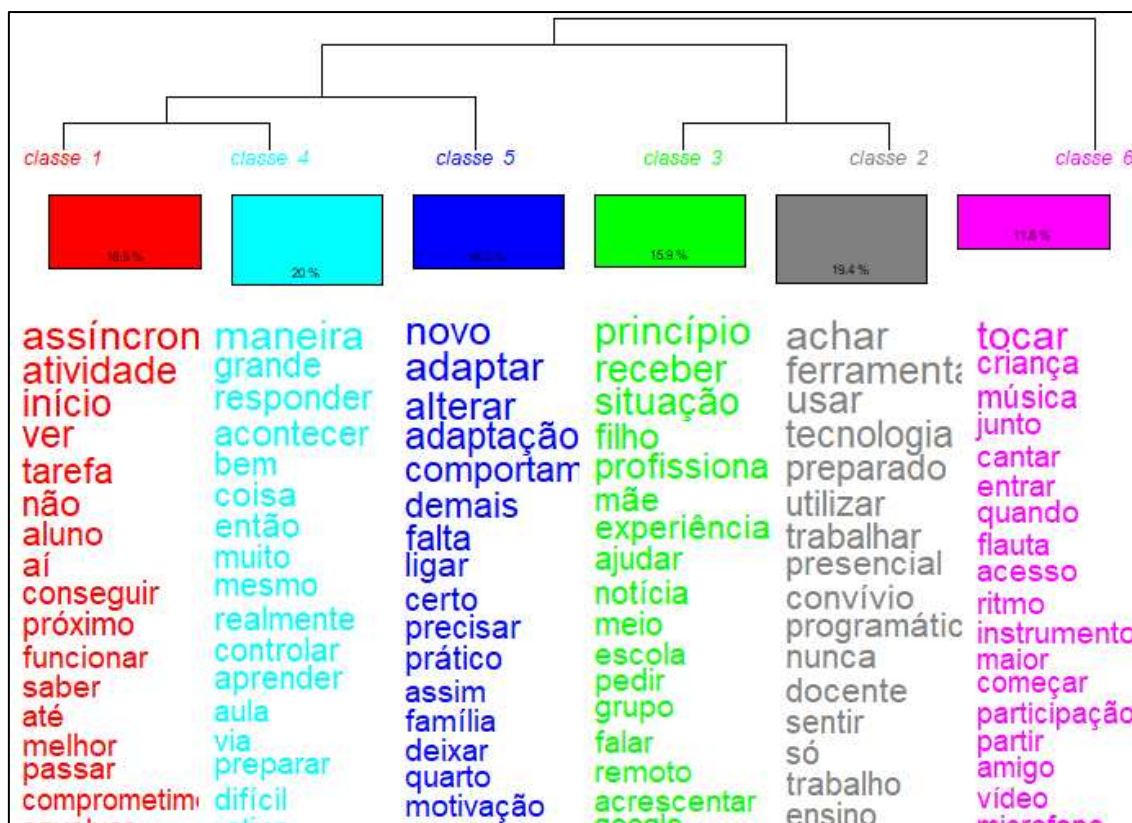 classe 1
classe 4
classe 5
classe 3
classe 2
classe 6
20 %
15.9 %
19.4 %
11.8 %
assíncron
atividade
início
ver
tarefa
não
aluno
aí
conseguir
próximo
funcionar
saber
até
melhor
passar
comprometim
maneira
grande
responder
acontecer
bem
coisa
então
muito
mesmo
realmente
controlar
aprender
aula
via
preparar
difícil
novo
adaptar
alterar
adaptação
comportam
demais
falta
ligar
certo
precisar
prático
assim
família
deixar
quarto
motivação
princípio
receber
situação
filho
profissiona
mãe
experiência
ajudar
notícia
meio
escola
pedir
grupo
falar
remoto
acrescentar
google
achar
ferramenta
usar
tecnologia
preparado
utilizar
trabalhar
presencial
convívio
programátic
nunca
docente
sentir
só
trabalho
ensino
tocar
criança
música
junto
cantar
entrar
quando
flauta
acesso
ritmo
instrumento
maior
começar
participação
partir
amigo
vídeo
microfone